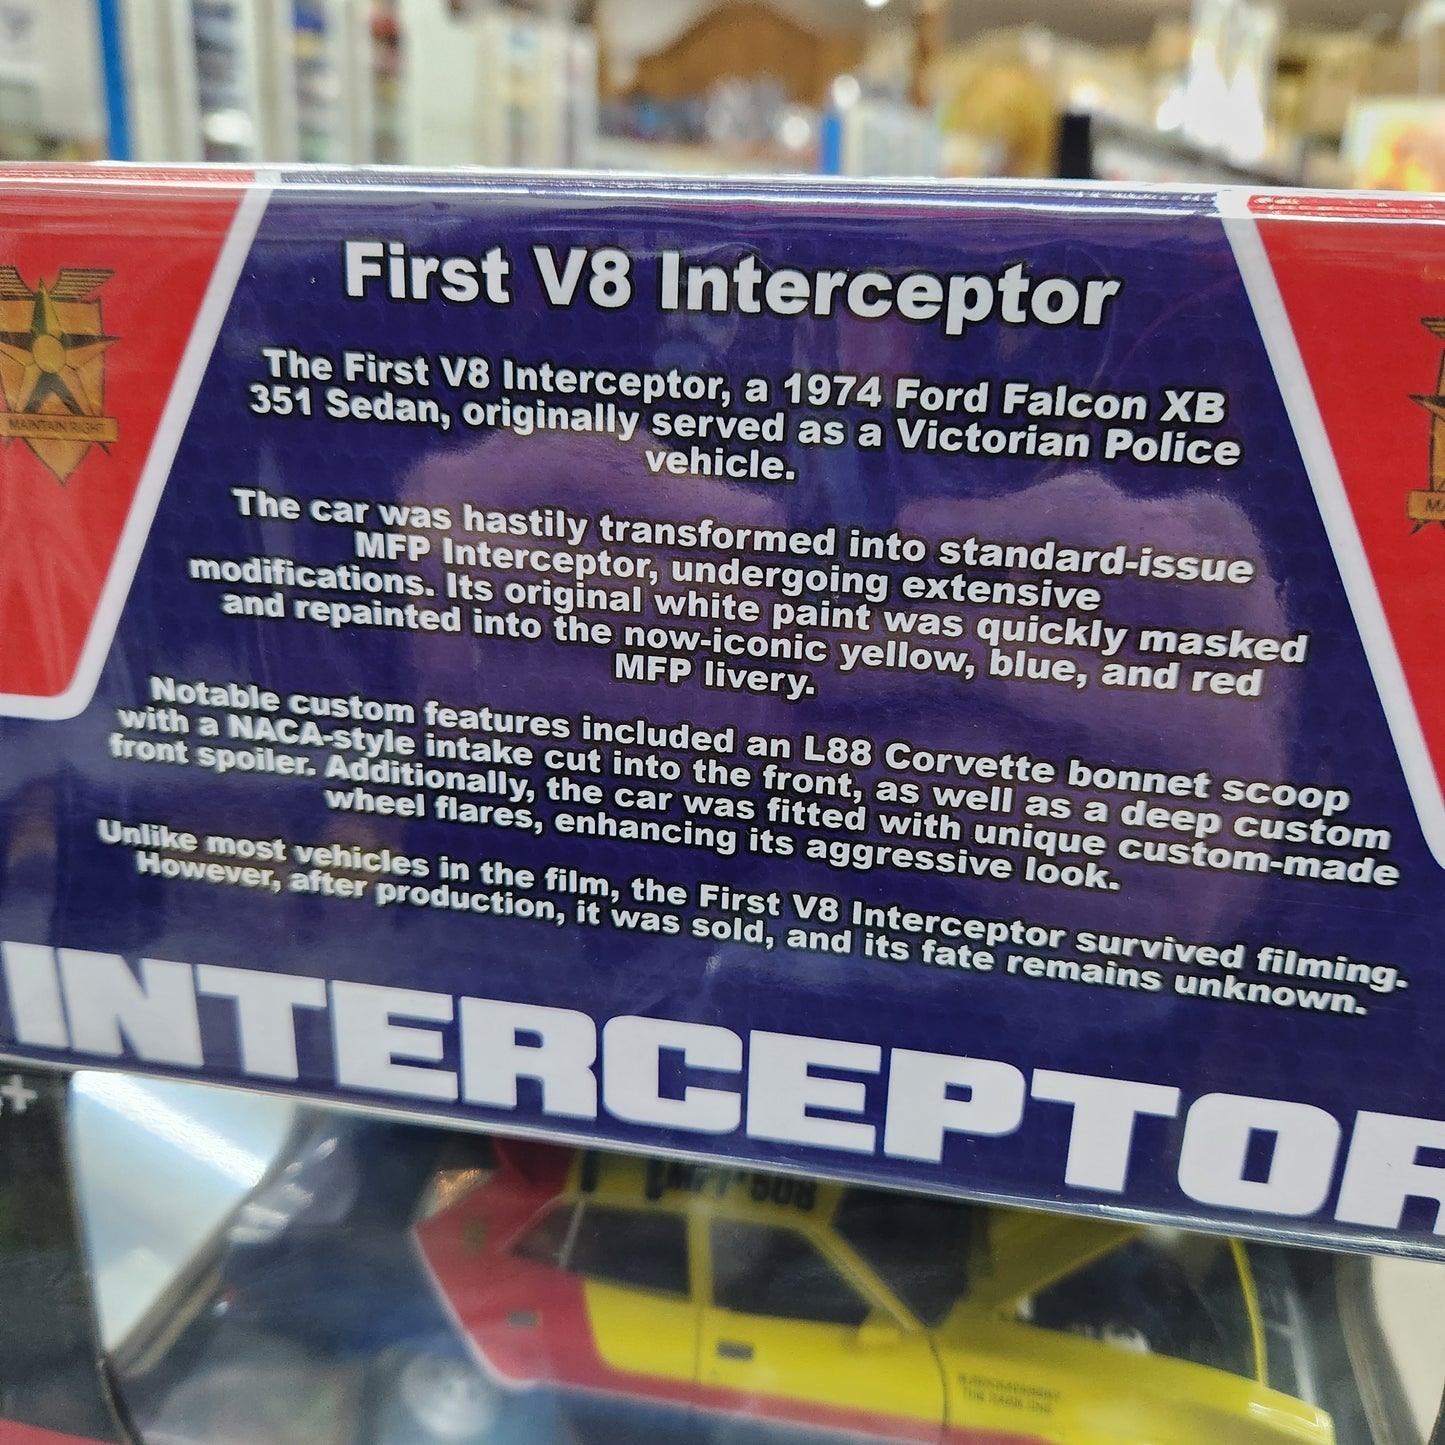 First V8 Interceptor
The First V8 Interceptor, a 1974 Ford Falcon XB
351 Sedan, originally served as a Victorian Police
vehicle.
The car was hastily transformed into standard-issue
MFP Interceptor, undergoing extensive
modifications. Its original white paint was quickly masked
and repainted into the now-iconic yellow, blue, and red
MFP livery.
Notable custom features included an L88 Corvette bonnet scoop
with a NACA-style intake cut into the front, as well as a deep custom
front spoiler. Additionally, the car was fitted with unique custom-made
wheel flares, enhancing its aggressive look.
Unlike most vehicles in the film, the First V8 Interceptor survived filming.
However, after production, it was sold, and its fate remains unknown.
MAINTAIN RIGHT
MA
INTERCEPTOR
MFP 508